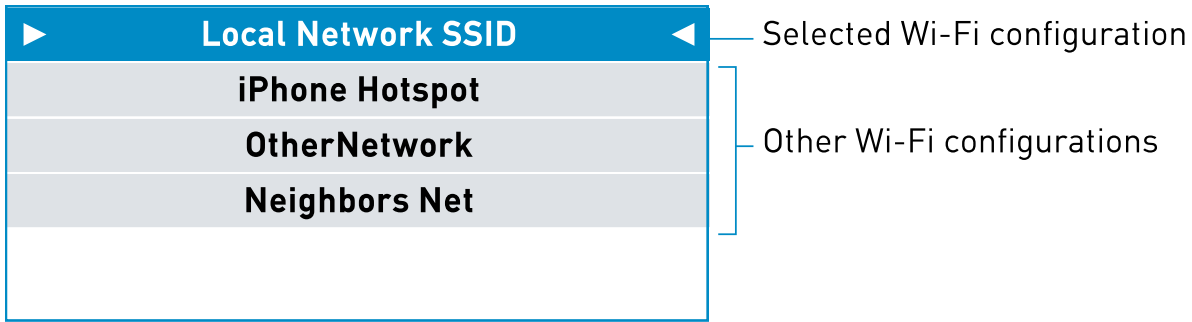 Local Network SSID
Selected Wi-Fi configuration
iPhone Hotspot
OtherNetwork
Other Wi-Fi configurations
Neighbors Net